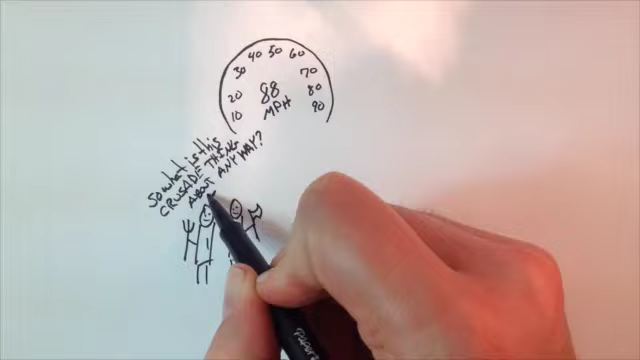 10 20 30 40 50 60 70 80 90
88
MPH
So what is this
CRUSADE THING
ABOUT ANYWAY?